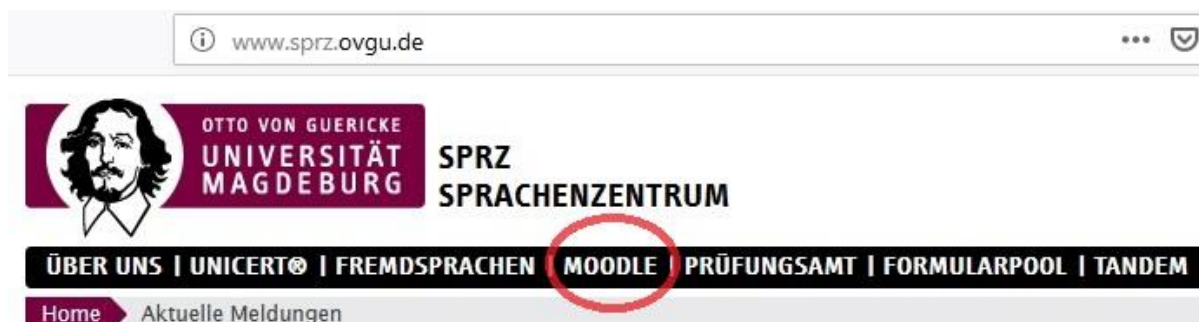 www.sprz.ovgu.de
OTTO VON GUERICKE
UNIVERSITÄT
MAGDEBURG
SPRZ
SPRACHENZENTRUM
ÜBER UNS | UNICERT® | FREMDSPRACHEN | MOODLE | PRÜFUNGSAMT | FORMULARPOOL | TANDEM
Home Aktuelle Meldungen